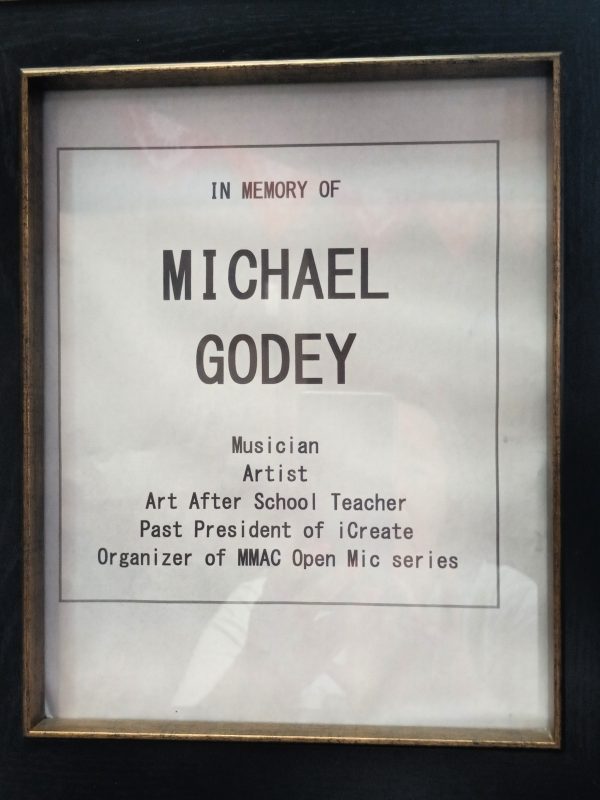 IN MEMORY OF
MICHAEL
GODEY
Musician
Artist
Art After School Teacher
Past President of iCreate
Organizer of MMAC Open Mic series